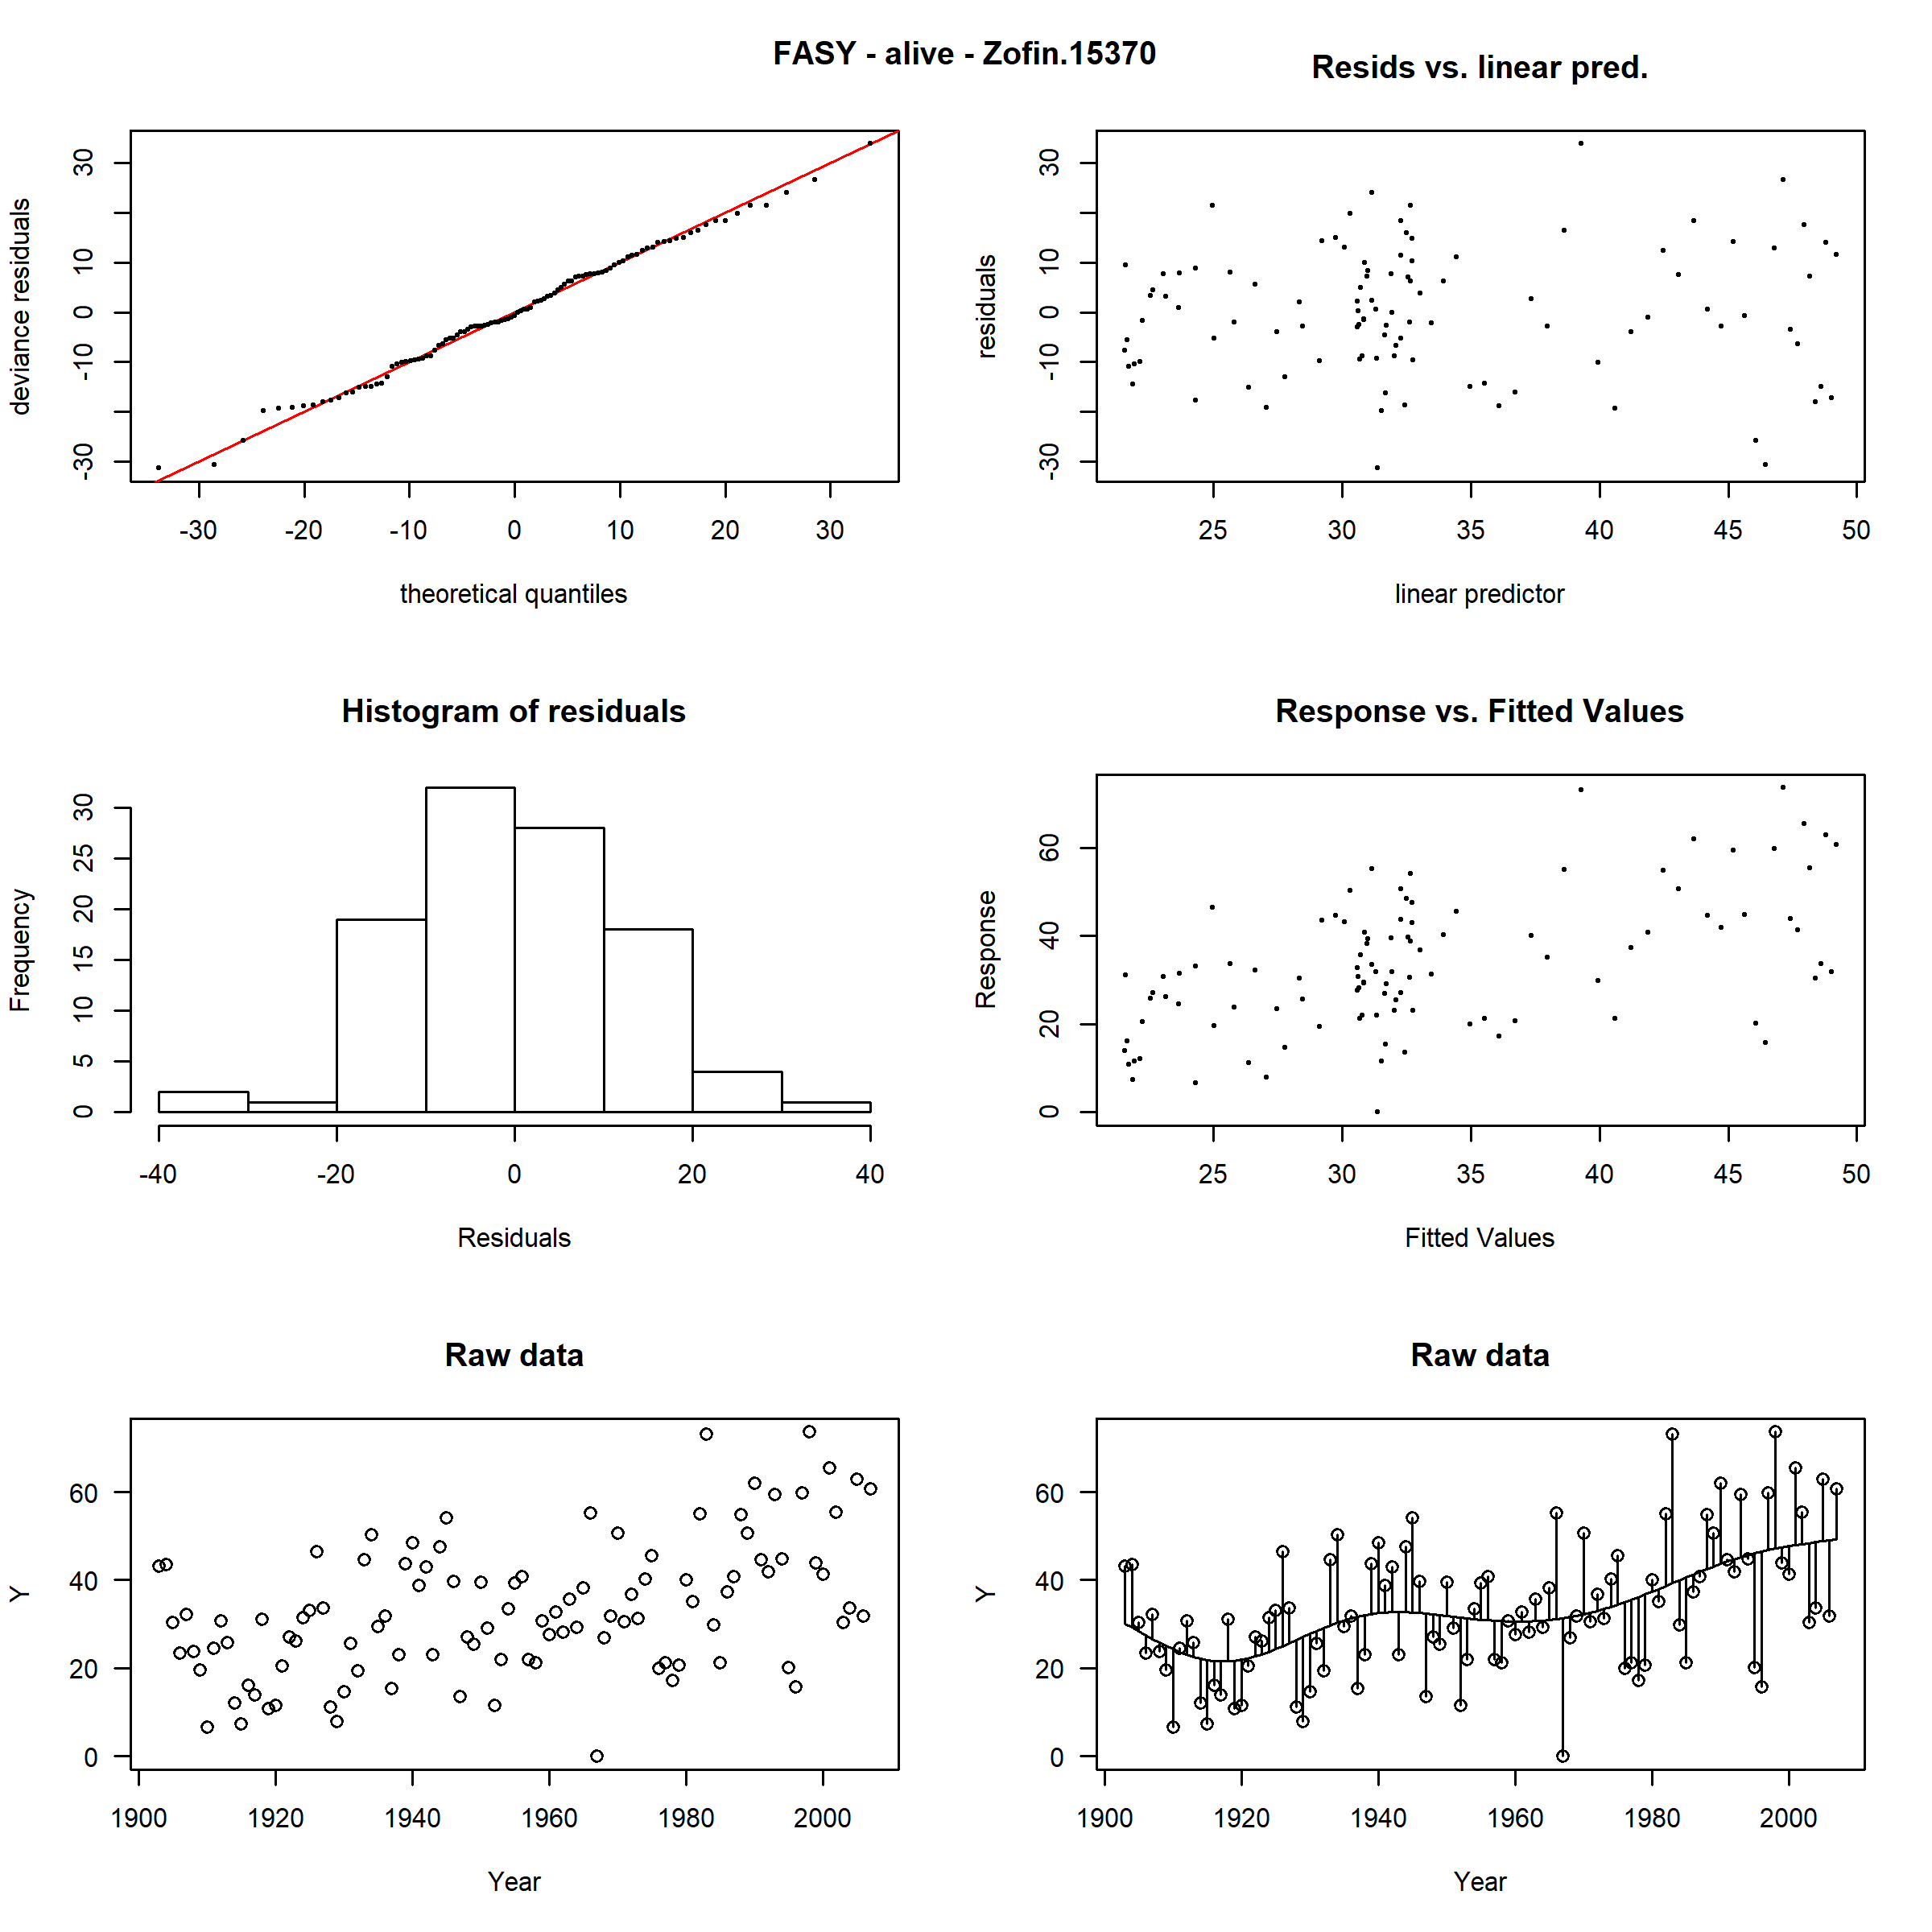 FASY - alive - Zofin.15370
Resids vs. linear pred.
deviance residuals
30
10
0
-10
-30
-30 -20 -10 0 10 20 30
theoretical quantiles
residuals
30
10
0
-10
-30
25 30 35 40 45 50
linear predictor
Histogram of residuals
Frequency
30
25
20
15
10
5
0
-40 -20 0 20 40
Residuals
Response vs. Fitted Values
Response
60
40
20
0
25 30 35 40 45 50
Fitted Values
Raw data
Y
60
40
20
0
1900 1920 1940 1960 1980 2000
Year
Raw data
Y
60
40
20
0
1900 1920 1940 1960 1980 2000
Year